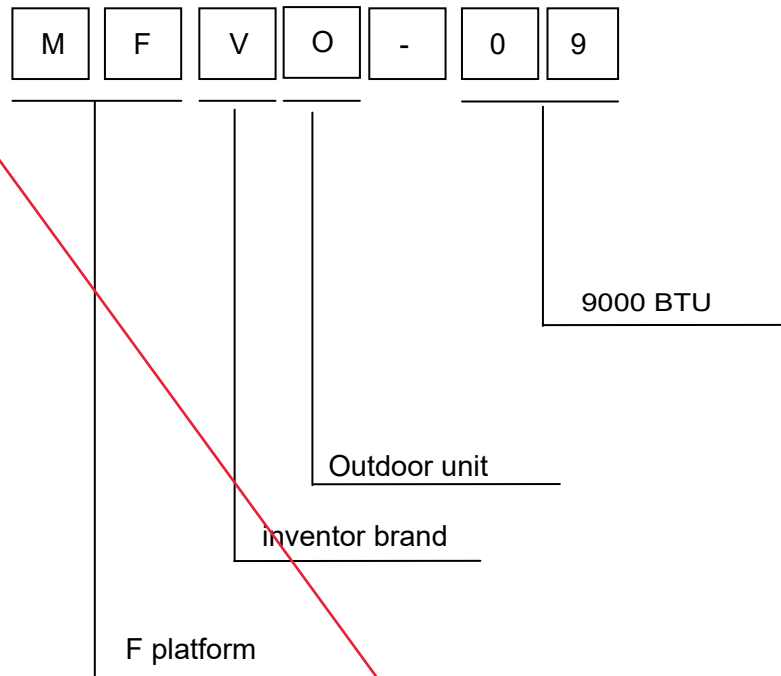 M F V O - 0 9
9000 BTU
Outdoor unit
inventor brand
F platform